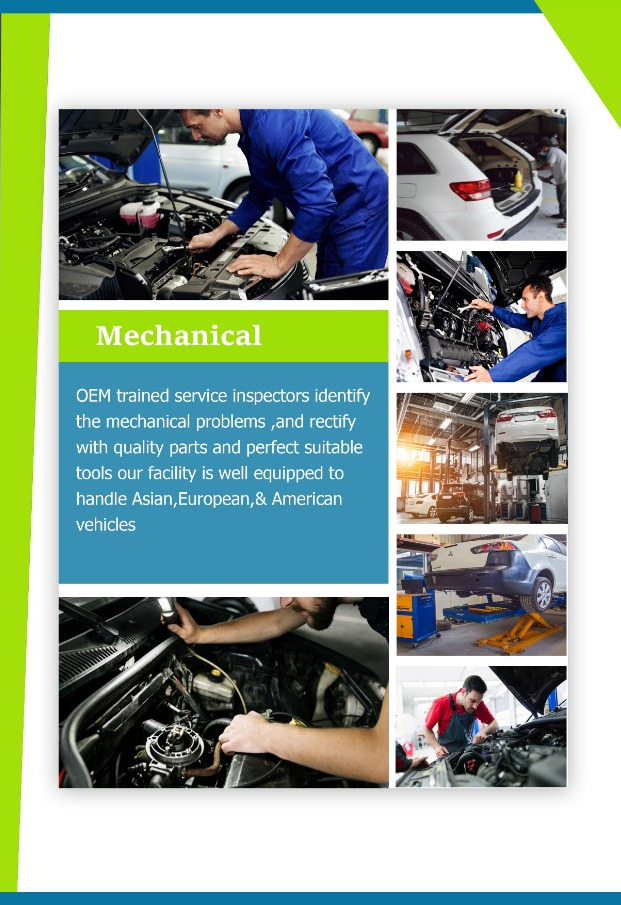 Mechanical
OEM trained service inspectors identify
the mechanical problems ,and rectify
with quality parts and perfect suitable
tools our facility is well equipped to
handle Asian,European,& American
vehicles